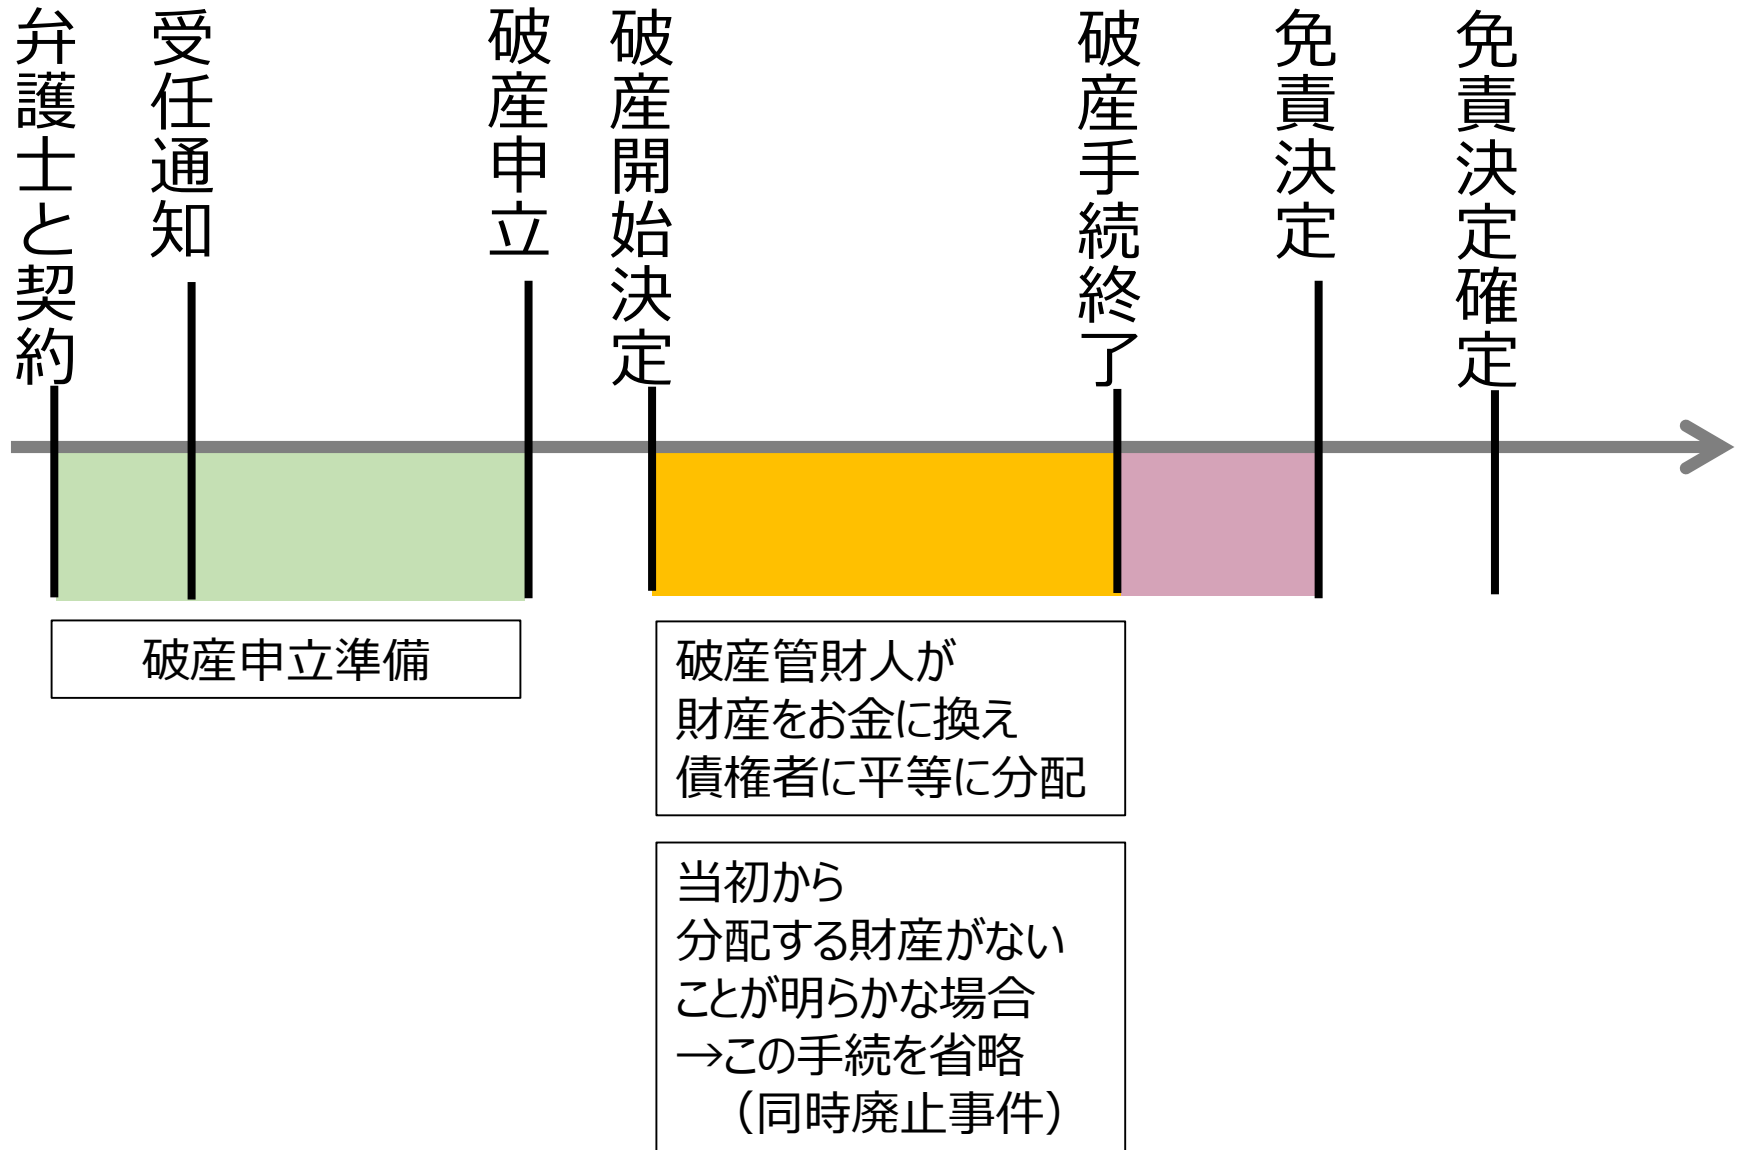 弁護士と契約
受任通知
破産申立
破産開始決定
破産手続終了
免責決定
免責決定確定
破産申立準備
破産管財人が
財産をお金に換え
債権者に平等に分配
当初から
分配する財産がない
ことが明らかな場合
→この手続を省略
（同時廃止事件）